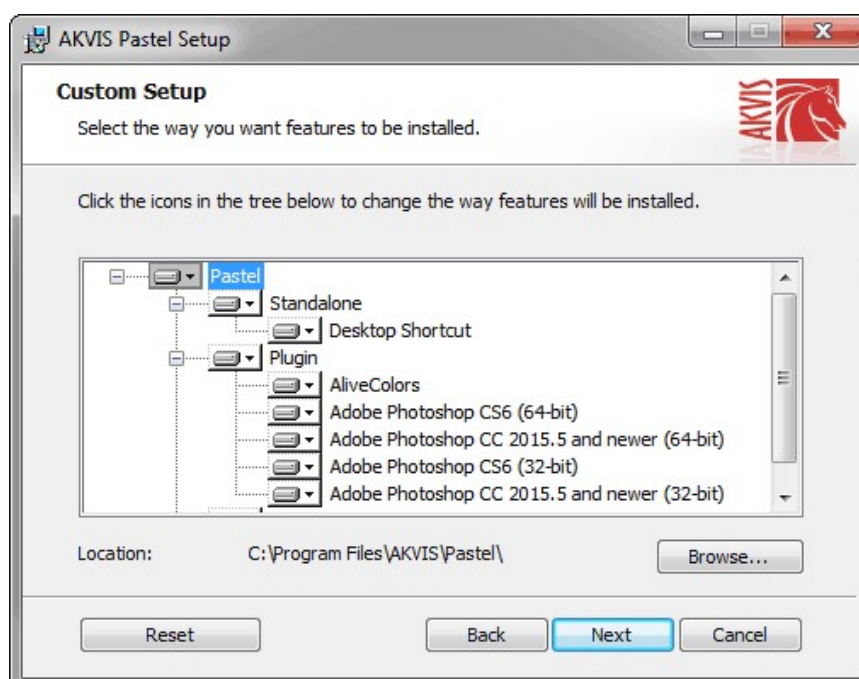 AKVIS Pastel Setup
Custom Setup
Select the way you want features to be installed.
AKVIS
Click the icons in the tree below to change the way features will be installed.
Pastel
Standalone
Desktop Shortcut
Plugin
AliveColors
Adobe Photoshop CS6 (64-bit)
Adobe Photoshop CC 2015.5 and newer (64-bit)
Adobe Photoshop CS6 (32-bit)
Adobe Photoshop CC 2015.5 and newer (32-bit)
Location: C:\Program Files\AKVIS\Pastel\ Browse...
Reset Back Next Cancel